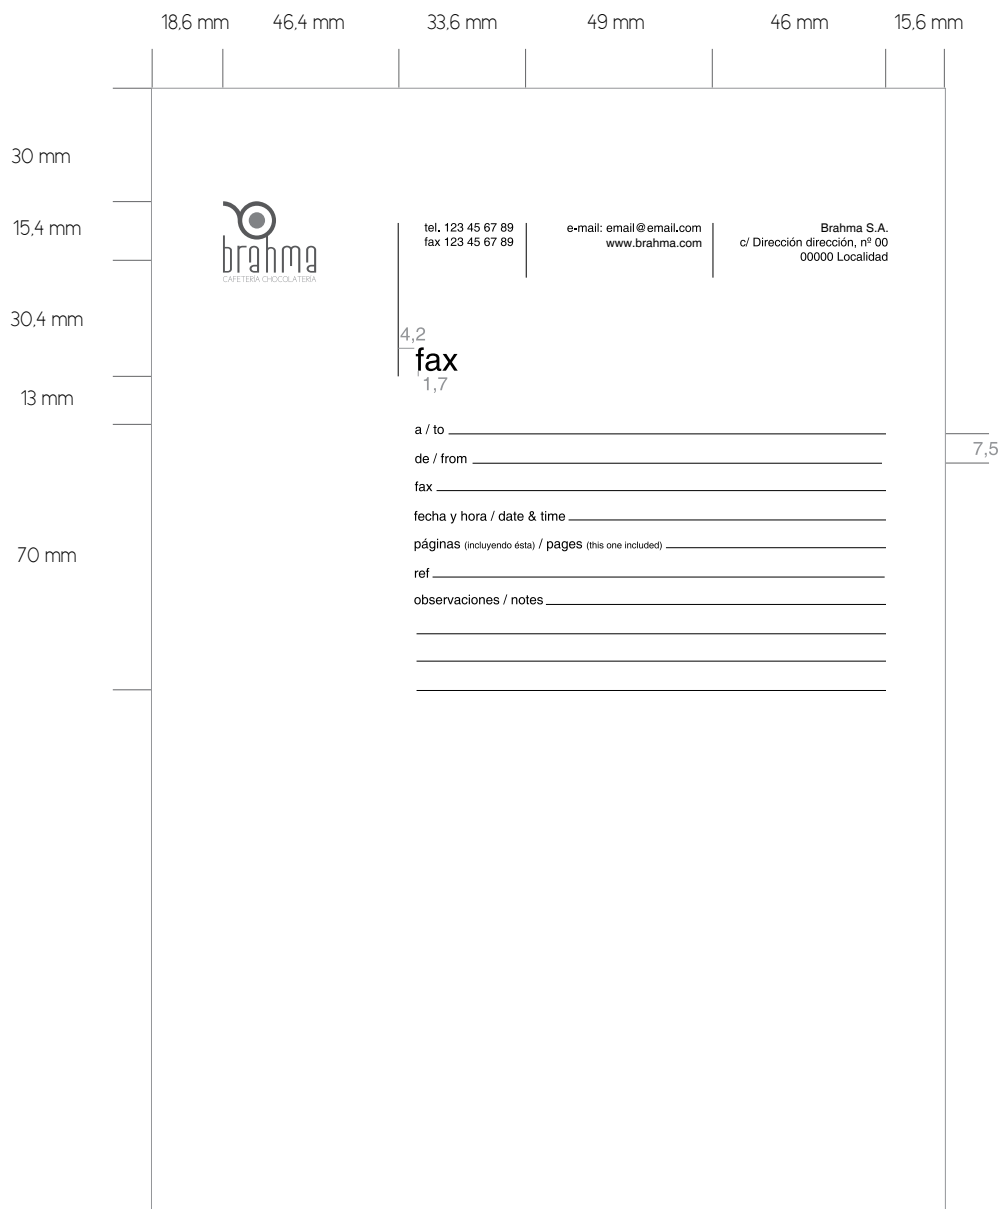 18,6 mm 46,4 mm 33,6 mm 49 mm 46 mm 15,6 mm
30 mm
15,4 mm
30,4 mm
13 mm
70 mm
brahma
CAFETERIA CHOCOLATERIA
tel. 123 45 67 89
fax 123 45 67 89
e-mail: email@email.com
www.brahma.com
Brahma S.A.
c/ Dirección dirección, nº 00
00000 Localidad
4,2
fax
1,7
a / to
de / from
fax
fecha y hora / date & time
páginas (incluyendo ésta) / pages (this one included)
ref
observaciones / notes
7,5